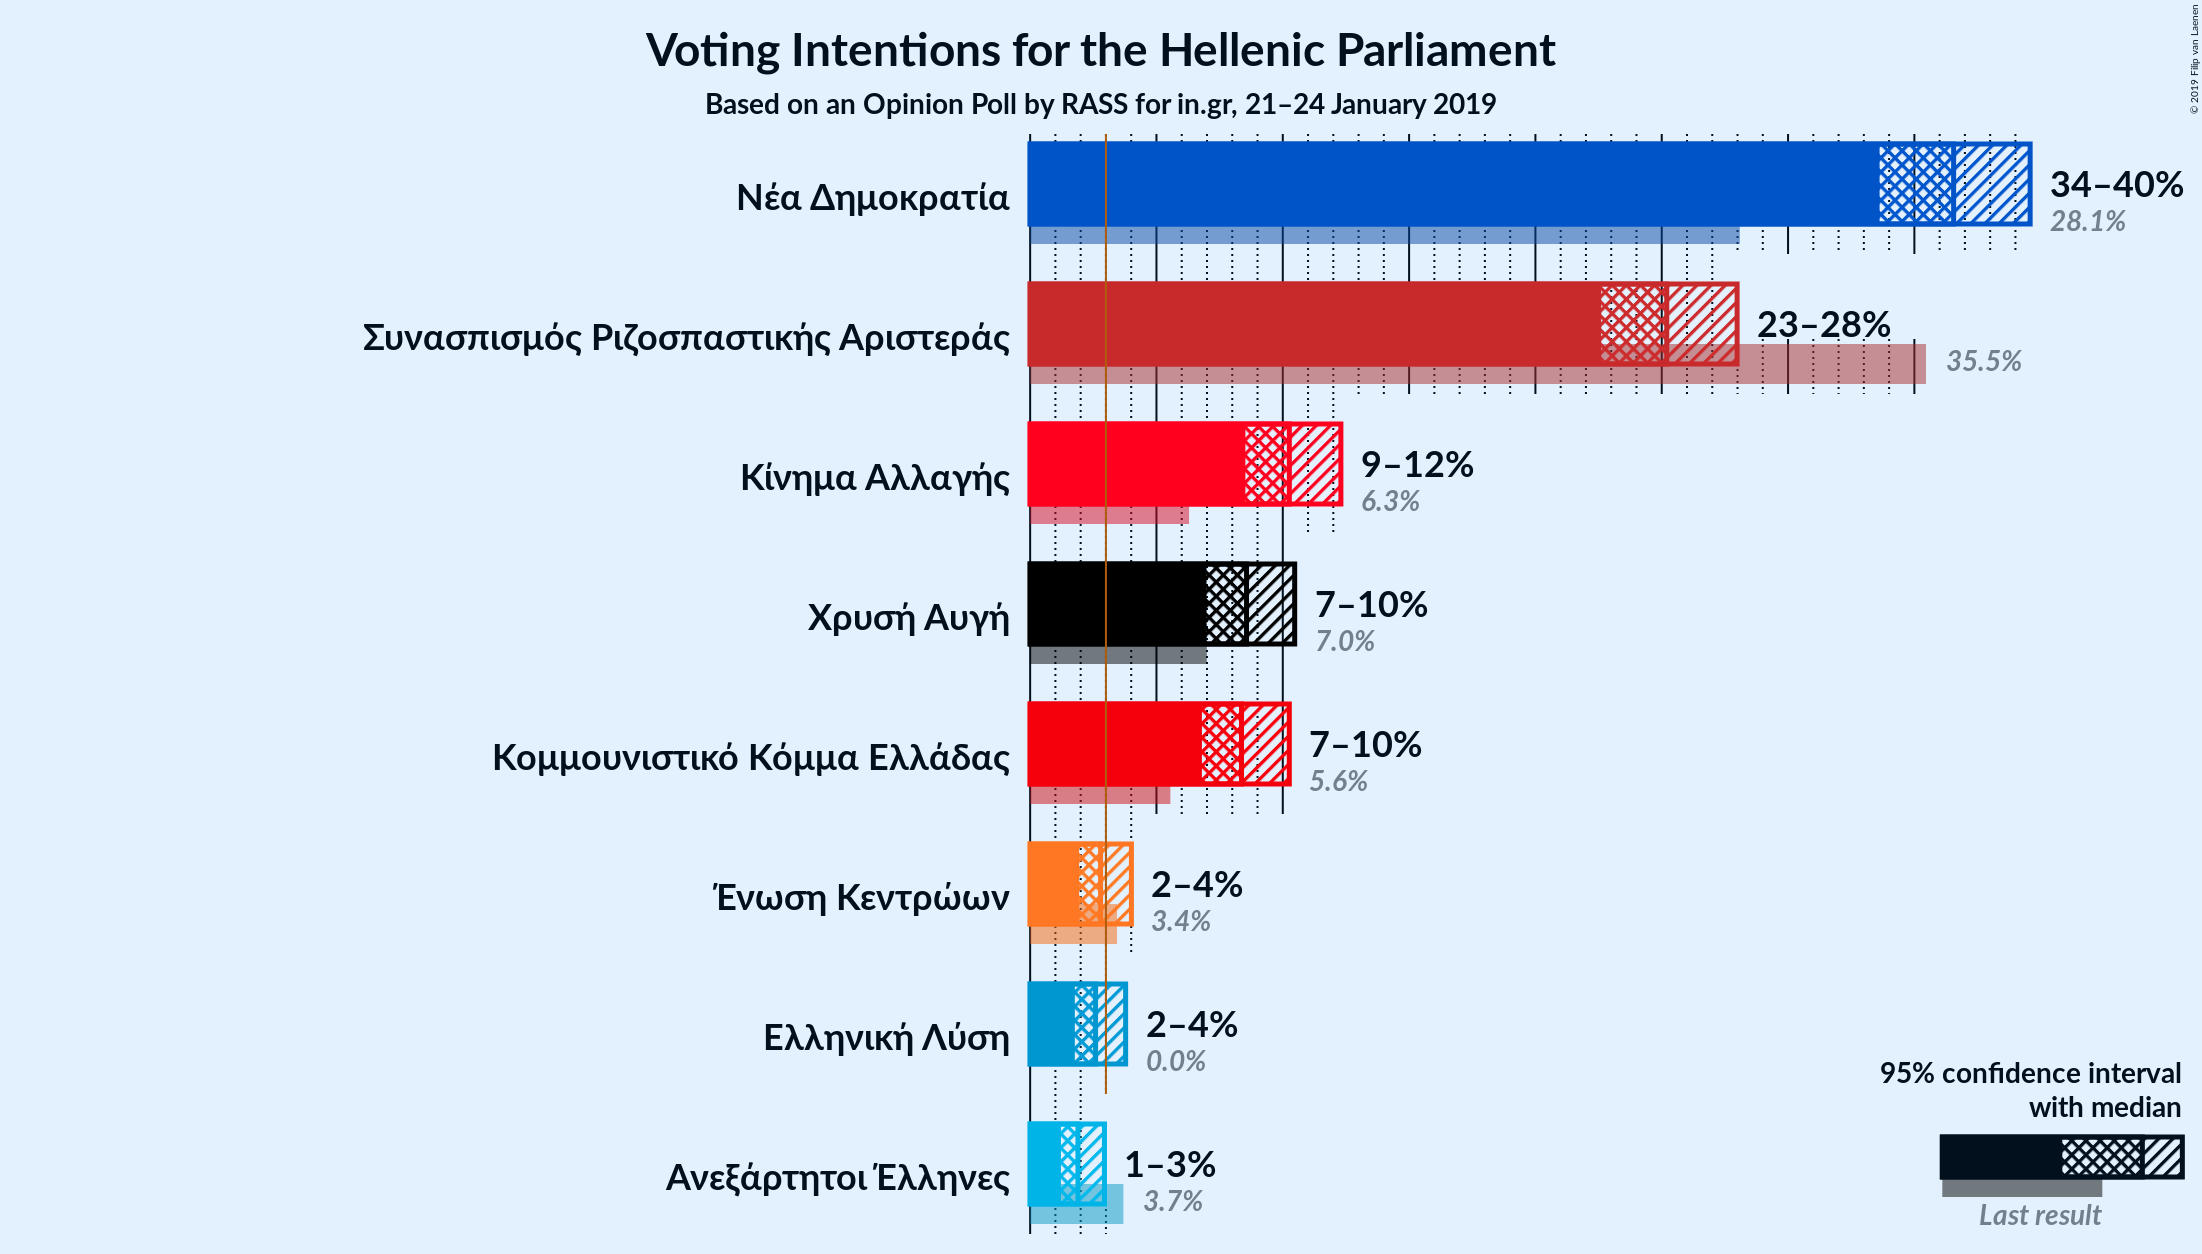 Voting Intentions for the Hellenic Parliament
Based on an Opinion Poll by RASS for in.gr, 21–24 January 2019
© 2019 Filip van Laenen
Νέα Δημοκρατία
34–40%
28.1%
Συνασπισμός Ριζοσπαστικής Αριστεράς
23–28%
35.5%
Κίνημα Αλλαγής
9–12%
6.3%
Χρυσή Αυγή
7–10%
7.0%
Κομμουνιστικό Κόμμα Ελλάδας
7–10%
5.6%
Ένωση Κεντρώων
2–4%
3.4%
Ελληνική Λύση
2–4%
0.0%
Ανεξάρτητοι Έλληνες
1–3%
3.7%
95% confidence interval
with median
Last result